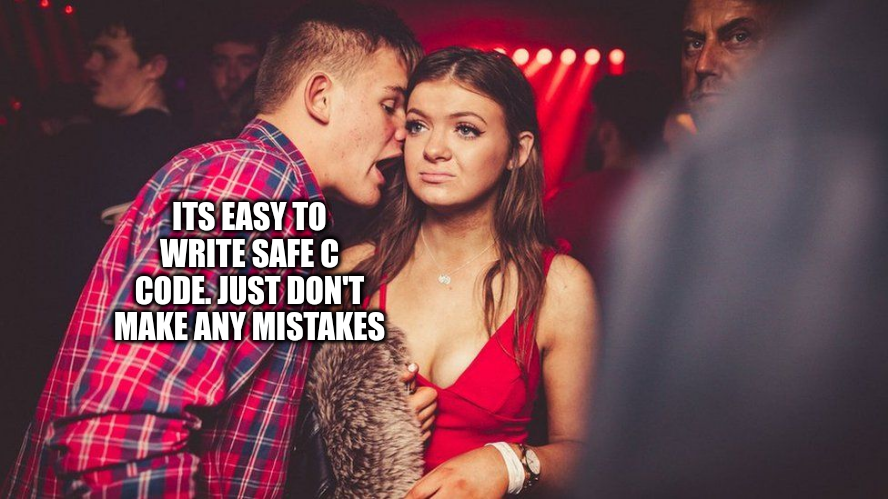 ITS EASY TO
WRITE SAFE C
CODE. JUST DON'T
MAKE ANY MISTAKES